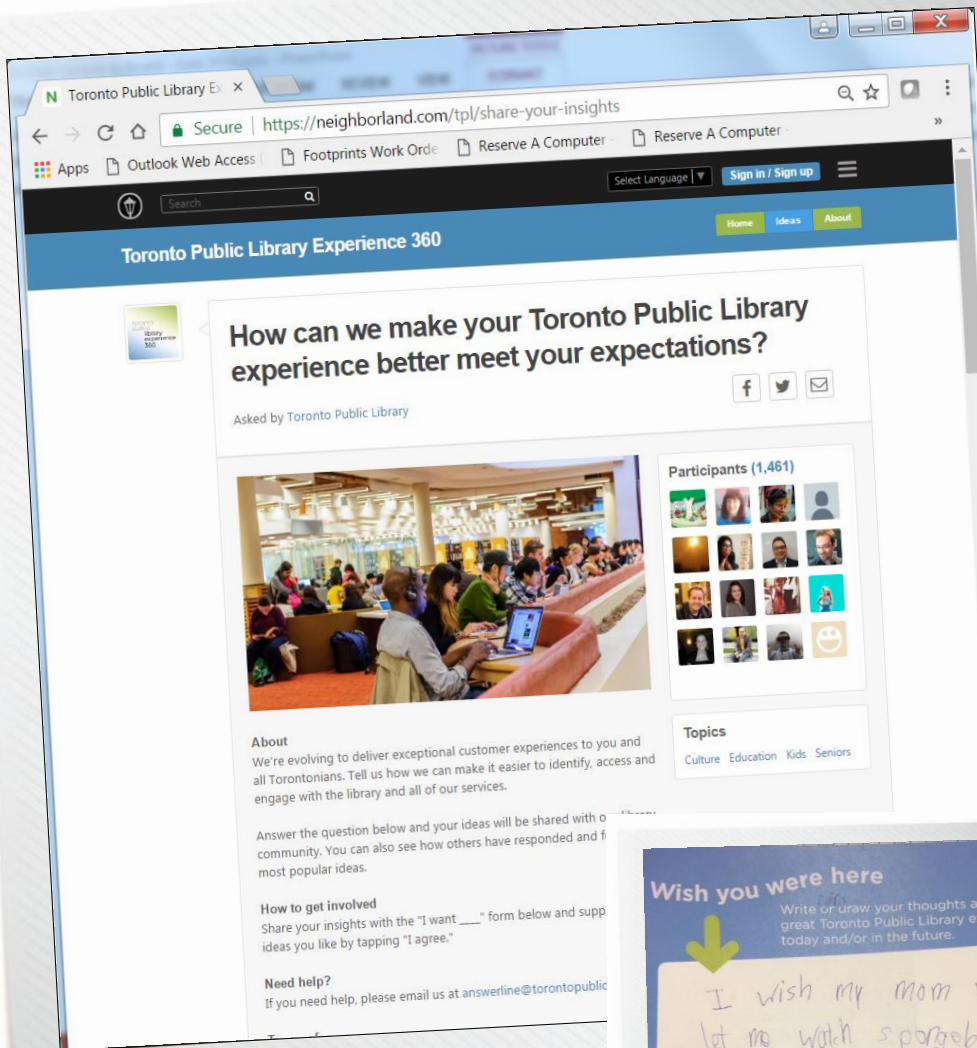 Toronto Public Library Ex
Secure | https://neighborland.com/tpl/share-your-insights
Apps Outlook Web Access ( Footprints Work Orde Reserve A Computer - Reserve A Computer -
Search
Select Language
Sign in / Sign up
Toronto Public Library Experience 360
Home Ideas About
library
experience
360
How can we make your Toronto Public Library
experience better meet your expectations?
Asked by Toronto Public Library
Participants (1,461)
Topics
Culture Education Kids Seniors
About
We're evolving to deliver exceptional customer experiences to you and
all Torontonians. Tell us how we can make it easier to identify, access and
engage with the library and all of our services.
Answer the question below and your ideas will be shared with
community. You can also see how others have responded and
most popular ideas.
How to get involved
Share your insights with the "I want ____" form below and supp
ideas you like by tapping "I agree."
Need help?
If you need help, please email us at answerline@torontopublic
Wish you were here
Write or draw your thoughts a
great Toronto Public Library e
today and/or in the future.
I wish my mom
let me watch